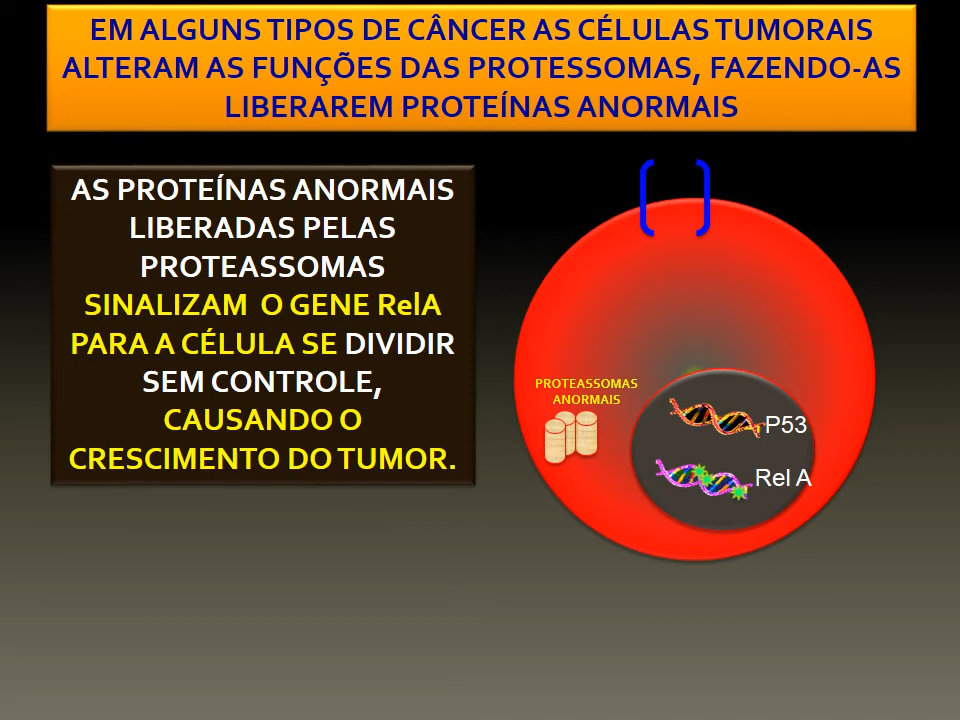 EM ALGUNS TIPOS DE CÂNCER AS CÉLULAS TUMORAIS
ALTERAM AS FUNÇÕES DAS PROTESSOMAS, FAZENDO-AS
LIBERAREM PROTEÍNAS ANORMAIS
AS PROTEÍNAS ANORMAIS
LIBERADAS PELAS
PROTEASSOMAS
SINALIZAM O GENE RelA
PARA A CÉLULA SE DIVIDIR
SEM CONTROLE,
CAUSANDO O
CRESCIMENTO DO TUMOR.
PROTEASSOMAS
ANORMAIS
P53
Rel A